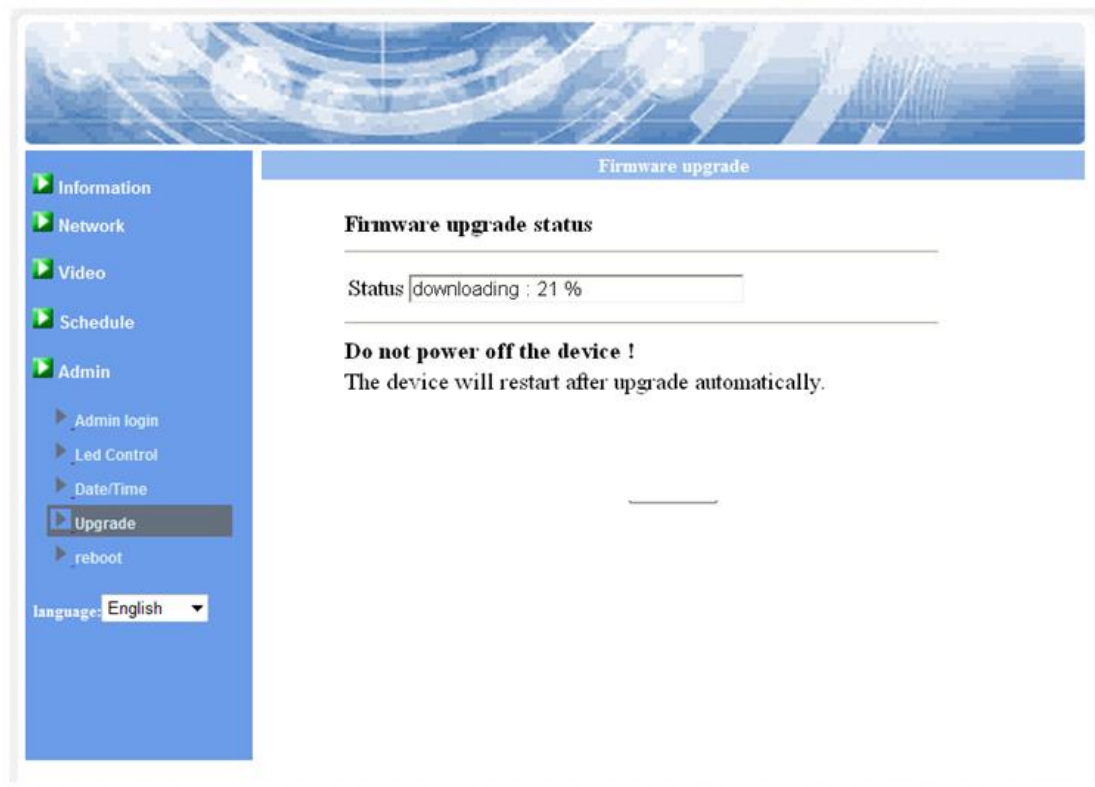 Firmware upgrade
Information
Network
Video
Schedule
Admin
Admin login
Led Control
Date/Time
Upgrade
reboot
language: English
Firmware upgrade status
Status downloading : 21 %
Do not power off the device !
The device will restart after upgrade automatically.